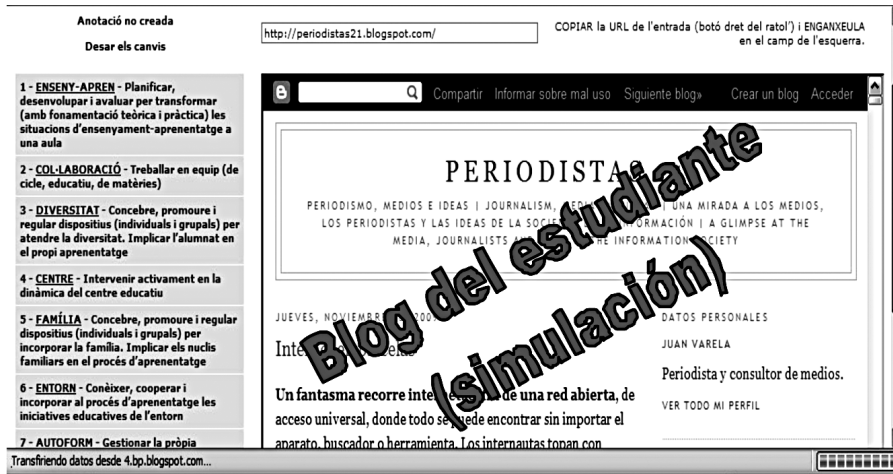 Anotació no creada
Desar els canvis
http://periodistas21.blogspot.com/
COPIAR la URL de l'entrada (botó dret del ratol´) i ENGANXEULA
en el camp de l'esquerra.
1 - ENSENY-APREN - Planificar,
desenvolupar i avaluar per transformar
(amb fonamentació teòrica i pràctica) les
situacions d'ensenyament-aprenentatge a
una aula
2 - COL·LABORACIÓ - Treballar en equip (de
cicle, educatiu, de matèries)
3 - DIVERSITAT - Concebre, promoure i
regular dispositius (individuals i grupals) per
atendre la diversitat. Implicar l'alumnat en
el propi aprenentatge
4 - CENTRE - Intervenir activament en la
dinàmica del centre educatiu
5 - FAMÍLIA - Concebre, promoure i regular
dispositius (individuals i grupals) per
incorporar la família. Implicar els nuclis
familiars en el procés d'aprenentatge
6 - ENTORN - Conèixer, cooperar i
incorporar al procés d'aprenentatge les
iniciatives educatives de l'entorn
7 - AUTOFORM - Gestionar la pròpia
Compartir Informar sobre mal uso Siguiente blog» Crear un blog Acceder
PERIODISTAS
PERIODISMO, MEDIOS E IDEAS | JOURNALISM, | UNA MIRADA A LOS MEDIOS,
LOS PERIODISTAS Y LAS IDEAS DE LA | A GLIMPSE AT THE
MEDIA, JOURNALISTS THE INFORMATION SOCIETY
Blog del estudiante
(simulación)
JUEVES,
Un fantasma recorre de una red abierta, de
acceso universal, donde todo se puede encontrar sin importar el
aparato, buscador o herramienta. Los internautas topan con
DATOS PERSONALES
JUAN VARELA
Periodista y consultor de medios.
VER TODO MI PERFIL
Transfiriendo datos desde 4.bp.blogspot.com...